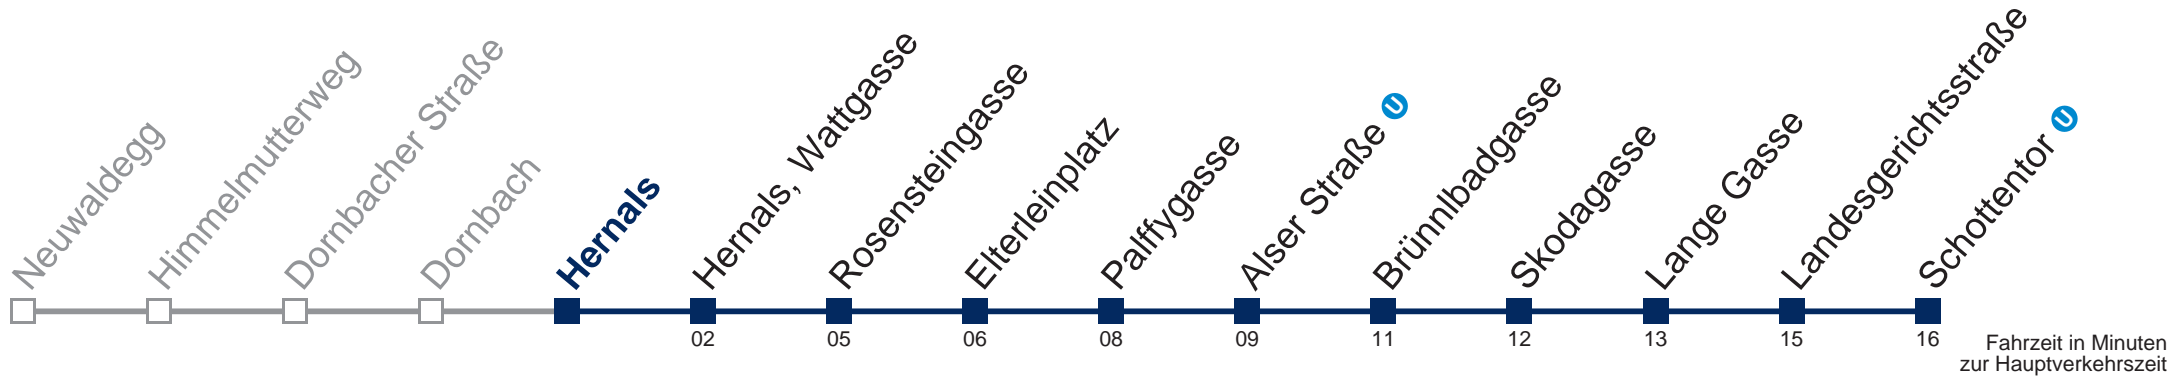 Neuwaldegg
Himmelmutterweg
Dornbacher Straße
Dornbach
Hernals
Hernals, Wattgasse
Rosensteingasse
Elterleinplatz
Palffygasse
Alser Straße U
Brünnlbadgasse
Skodagasse
Lange Gasse
Landesgerichtsstraße
Schottentor U
02 05 06 08 09 11 12 13 15 16
Fahrzeit in Minuten
zur Hauptverkehrszeit